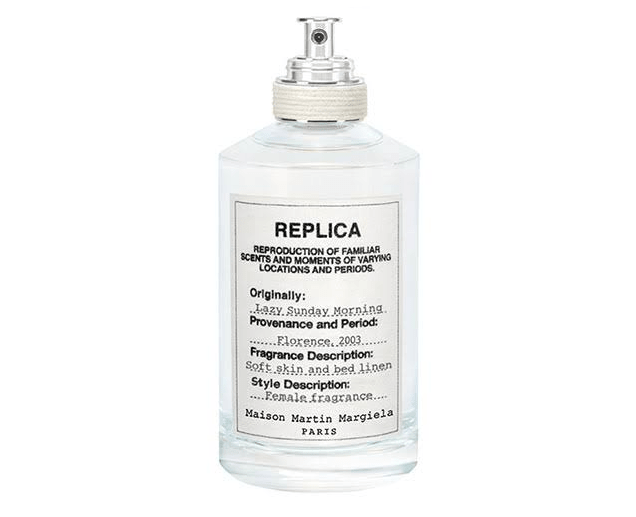 REPLICA
REPRODUCTION OF FAMILIAR
SCENTS AND MOMENTS OF VARYING
LOCATIONS AND PERIODS.
Originally:
Lazy Sunday Morning
Provenance and Period:
Florence, 2003
Fragrance Description:
Soft skin and bed linen
Style Description:
Female fragrance
Maison Martin Margiela
PARIS